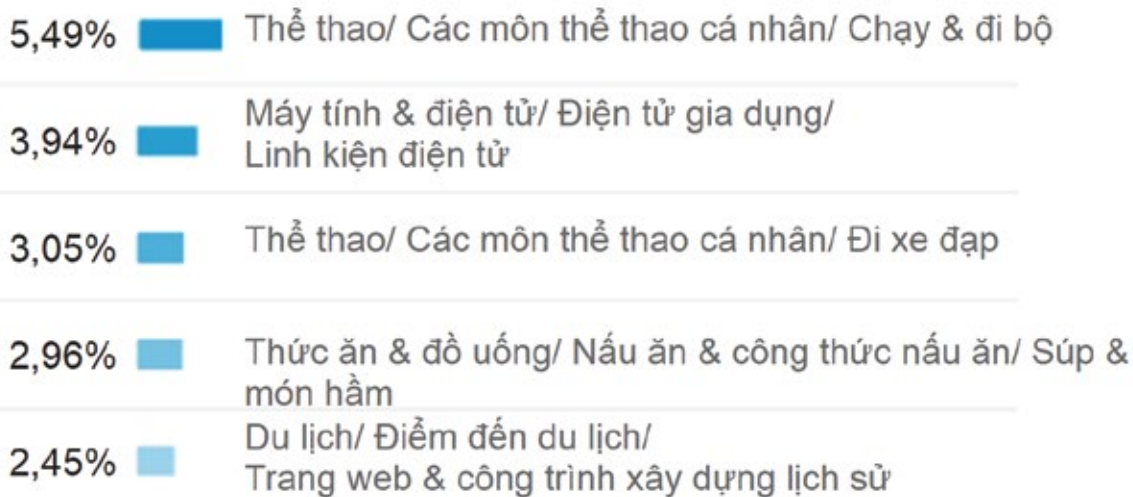 5,49% Thể thao/ Các môn thể thao cá nhân/ Chạy & đi bộ
3,94% Máy tính & điện tử/ Điện tử gia dụng/
Linh kiện điện tử
3,05% Thể thao/ Các môn thể thao cá nhân/ Đi xe đạp
2,96% Thức ăn & đồ uống/ Nấu ăn & công thức nấu ăn/ Súp &
món hầm
2,45% Du lịch/ Điểm đến du lịch/
Trang web & công trình xây dựng lịch sử